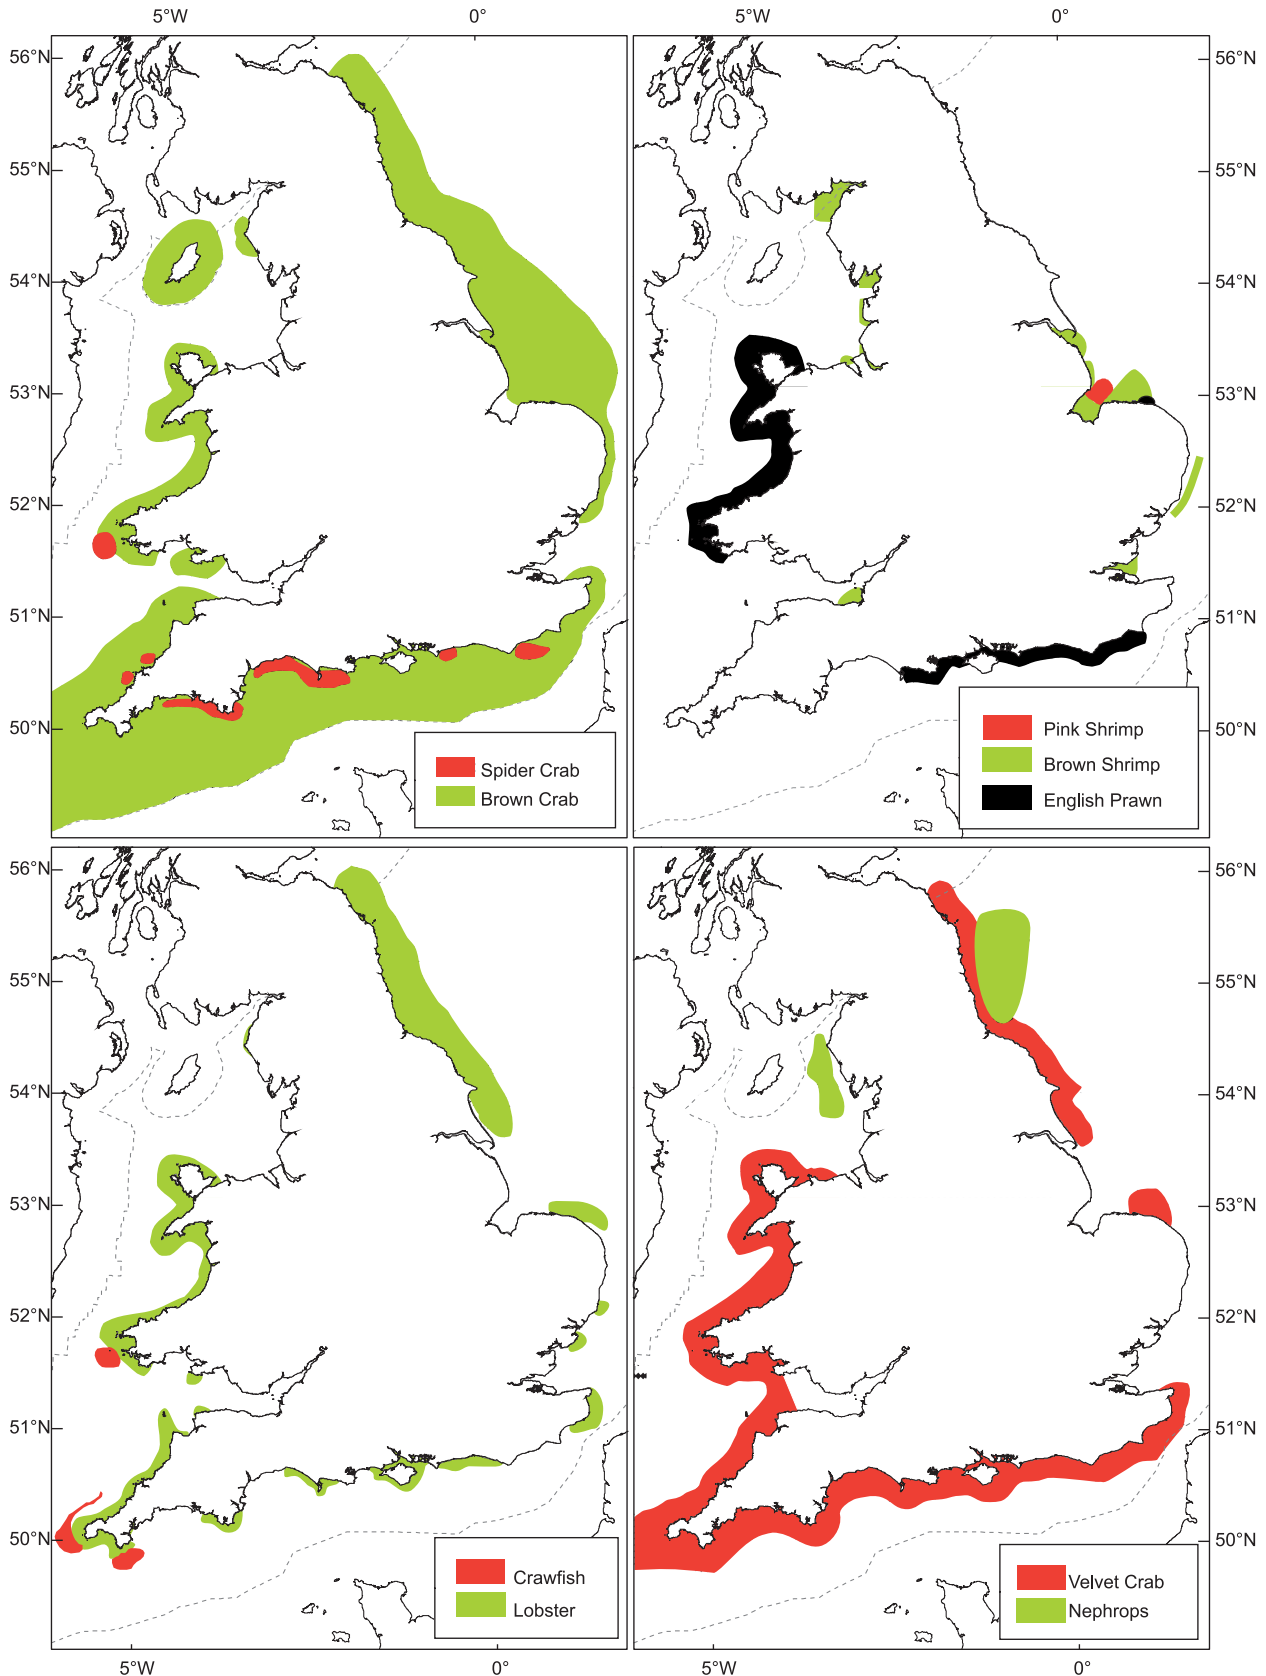 5°W 0° 5°W 0°
56°N 56°N
55°N 55°N
54°N 54°N
53°N 53°N
52°N 52°N
51°N 51°N
50°N 50°N
Spider Crab
Brown Crab
Pink Shrimp
Brown Shrimp
English Prawn
56°N 56°N
55°N 55°N
54°N 54°N
53°N 53°N
52°N 52°N
51°N 51°N
50°N 50°N
Crawfish
Lobster
Velvet Crab
Nephrops
5°W 0° 5°W 0°